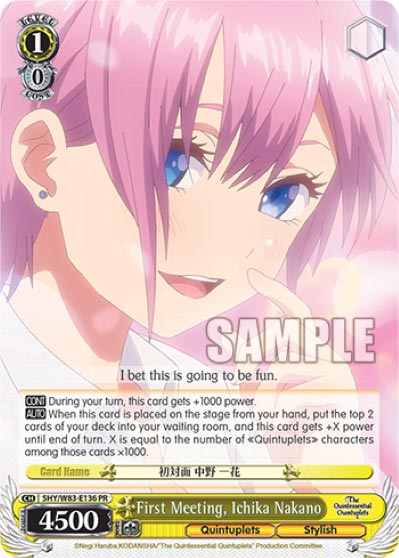 LEVEL
1
0
COST
SAMPLE
I bet this is going to be fun.
CONT During your turn, this card gets +1000 power.
AUTO When this card is placed on the stage from your hand, put the top 2
cards of your deck into your waiting room, and this card gets +X power
until end of turn. X is equal to the number of «Quintuplets» characters
among those cards ×1000.
Card Name 初対面 中野 一花
CH 5HY/W83-E136 PR First Meeting, Ichika Nakano
The Quintessential Quintuplets
POWER 4500 Quintuplets Stylish
©Negi Haruba,KODANSHA/"The Quintessential Quintuplets" Production Committee.